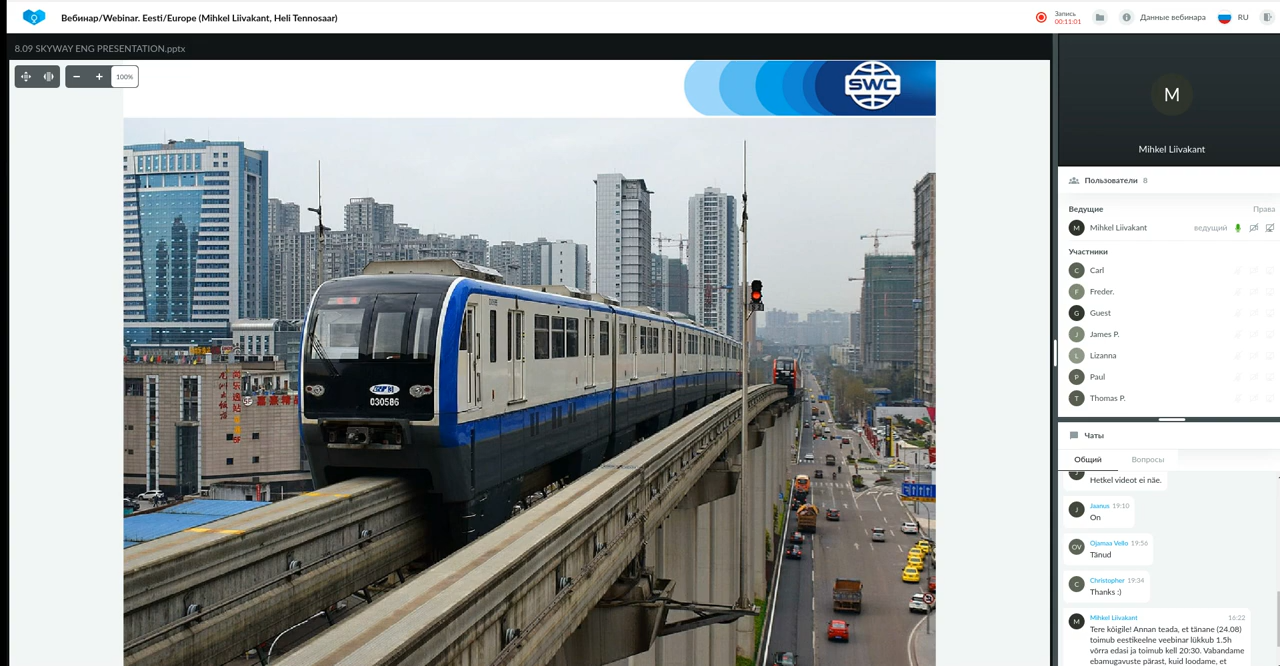 Вебинар/Webinar. Eesti/Europe (Mihkel Liivakant, Heli Tennosaar)
Запись
00:11:01
Данные вебинара
RU
8.09 SKYWAY ENG PRESENTATION.pptx
100%
SWC
030586
M
Mihkel Liivakant
Пользователи 8
Ведущие Права
M Mihkel Liivakant ведущий
Участники
C Carl
F Freder.
G Guest
J James P.
L Lizanna
P Paul
T Thomas P.
Чаты
Общий Вопросы
Hetkel videot ei näe.
J Jaanus 19:10
On
OV Ojamaa Vello 19:56
Tänud
C Christopher 19:34
Thanks :)
M Mihkel Liivakant 16:22
Tere kõigile! Annan teada, et tänane (24.08)
toimub eestikeelne veebinar lükkub 1.5h
võrra edasi ja toimub kell 20:30. Vabandame
ebamugavuste pärast, kuid loodame, et